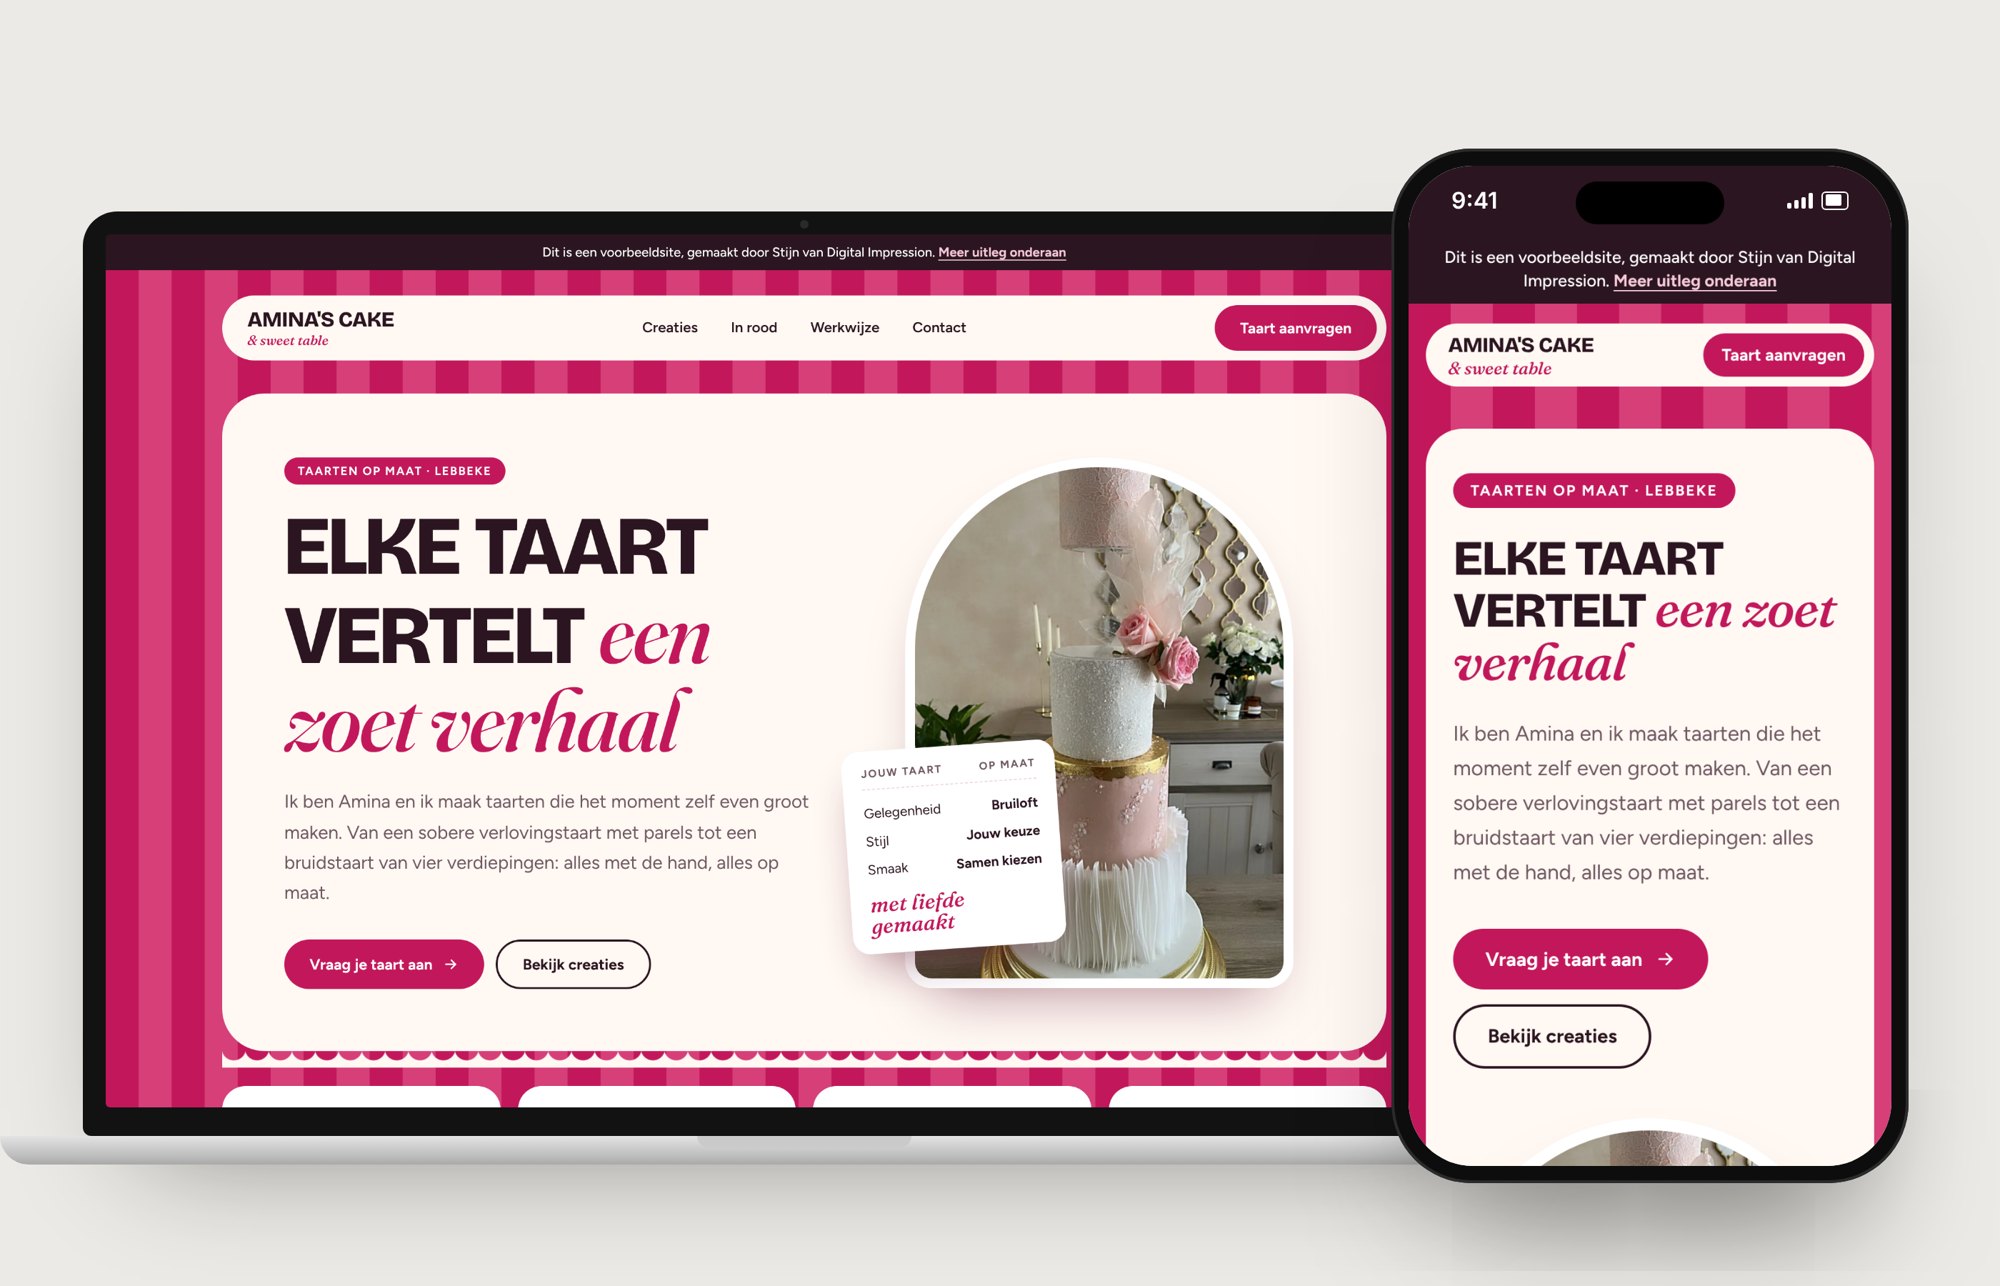 Dit is een voorbeeldsite, gemaakt door Stijn van Digital Impression. Meer uitleg onderaan
AMINA'S CAKE
& sweet table
Creaties
In rood
Werkwijze
Contact
Taart aanvragen
TAARTEN OP MAAT · LEBBEKE
ELKE TAART
VERTELT een
zoet verhaal
Ik ben Amina en ik maak taarten die het moment zelf even groot
maken. Van een sobere verlovingstaart met parels tot een
bruidstaart van vier verdiepingen: alles met de hand, alles op
maat.
Vraag je taart aan →
Bekijk creaties
JOUW TAART OP MAAT
Gelegenheid Bruiloft
Stijl Jouw keuze
Smaak Samen kiezen
met liefde
gemaakt
9:41
Dit is een voorbeeldsite, gemaakt door Stijn van Digital
Impression. Meer uitleg onderaan
AMINA'S CAKE
& sweet table
Taart aanvragen
TAARTEN OP MAAT · LEBBEKE
ELKE TAART
VERTELT een zoet
verhaal
Ik ben Amina en ik maak taarten die het
moment zelf even groot maken. Van een
sobere verlovingstaart met parels tot een
bruidstaart van vier verdiepingen: alles
met de hand, alles op maat.
Vraag je taart aan →
Bekijk creaties